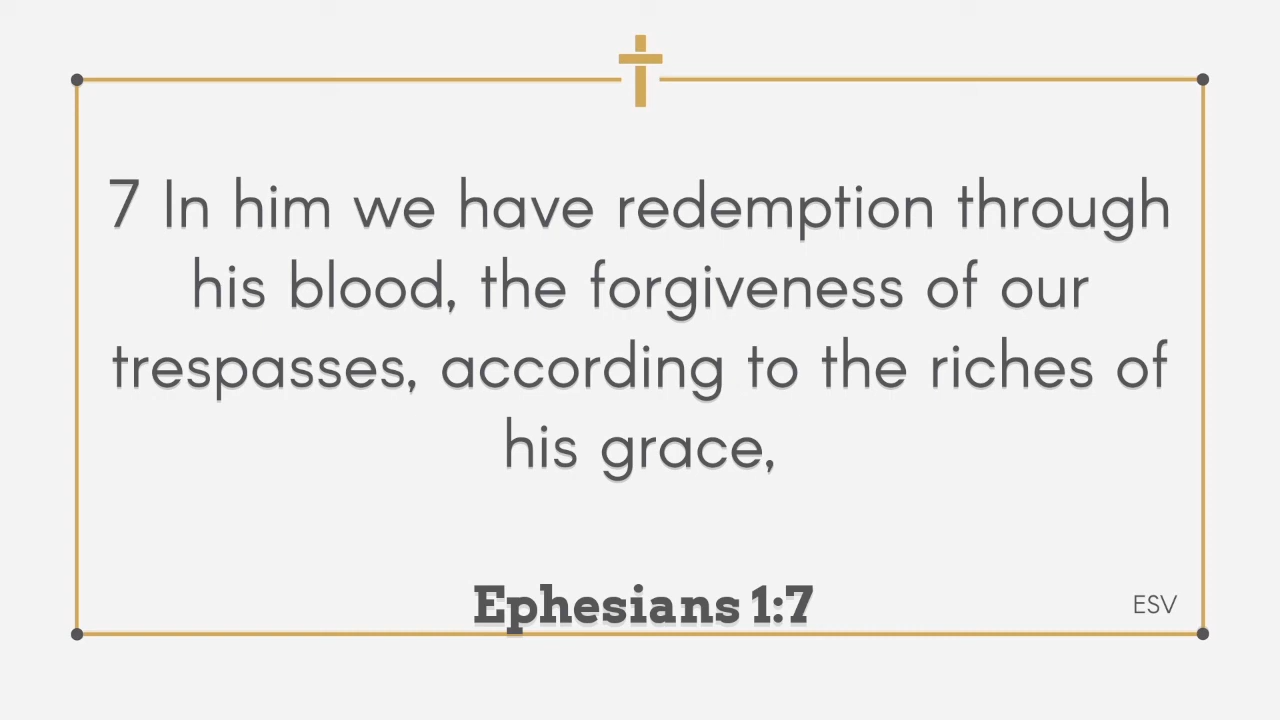 7 In him we have redemption through
his blood, the forgiveness of our
trespasses, according to the riches of
his grace,
Ephesians 1:7
ESV